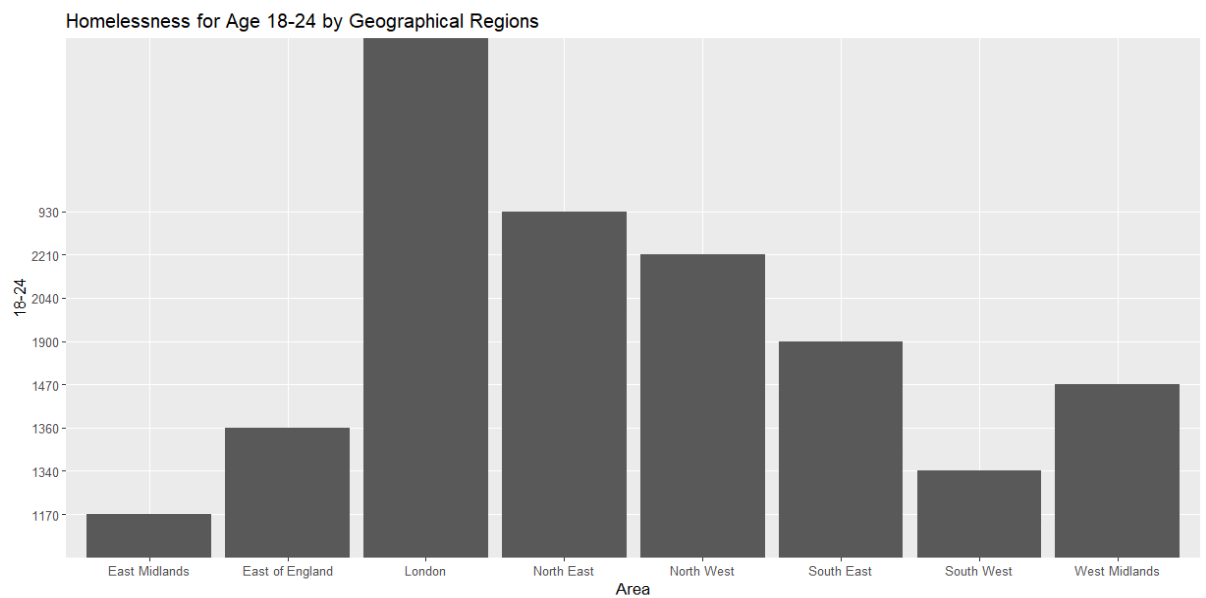 Homelessness for Age 18-24 by Geographical Regions
18-24
930
2210
2040
1900
1470
1360
1340
1170
East Midlands
East of England
London
North East
North West
South East
South West
West Midlands
Area